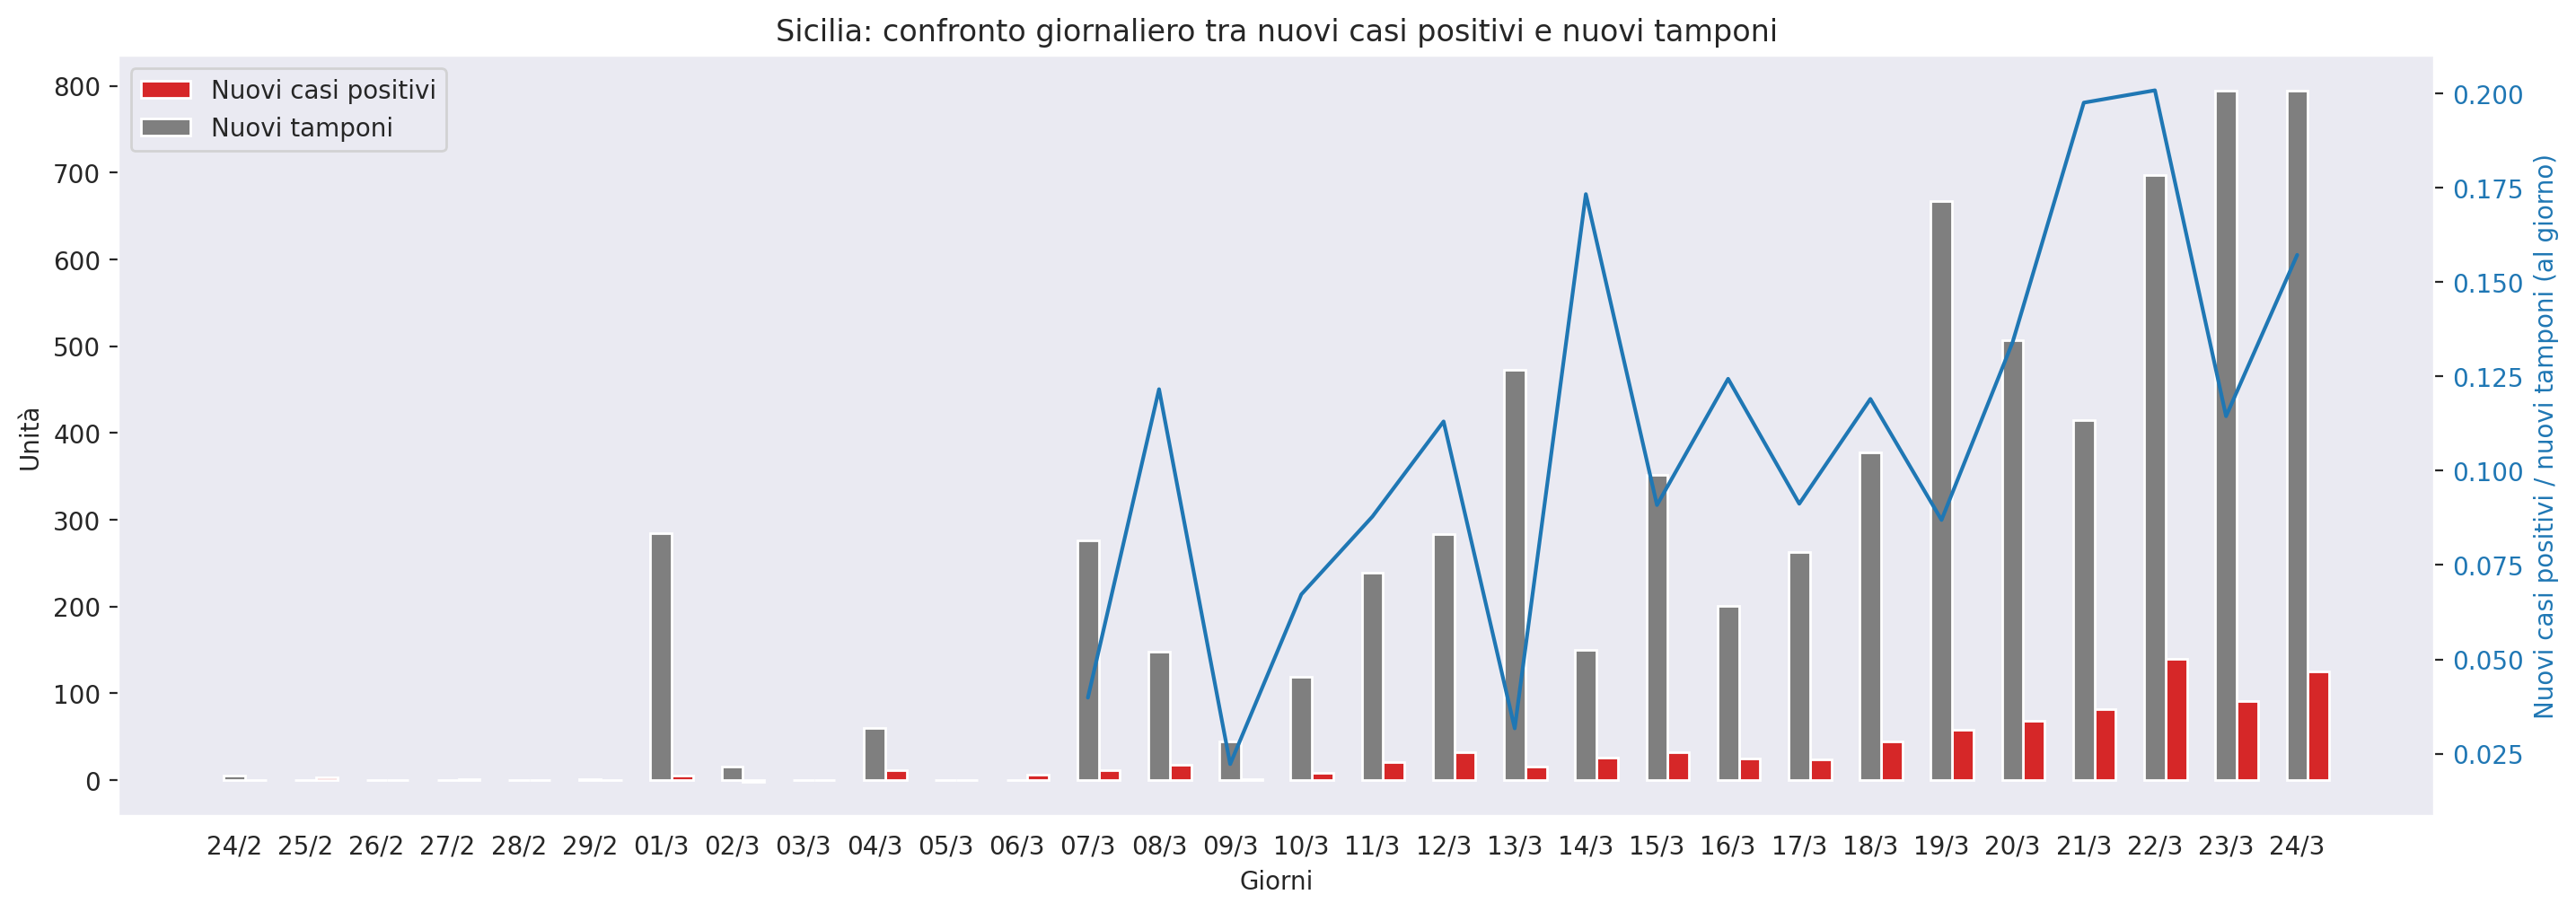 Sicilia: confronto giornaliero tra nuovi casi positivi e nuovi tamponi
Nuovi casi positivi
Nuovi tamponi
800
700
600
500
400
300
200
100
0
Unità
0.200
0.175
0.150
0.125
0.100
0.075
0.050
0.025
Nuovi casi positivi / nuovi tamponi (al giorno)
24/2 25/2 26/2 27/2 28/2 29/2 01/3 02/3 03/3 04/3 05/3 06/3 07/3 08/3 09/3 10/3 11/3 12/3 13/3 14/3 15/3 16/3 17/3 18/3 19/3 20/3 21/3 22/3 23/3 24/3
Giorni